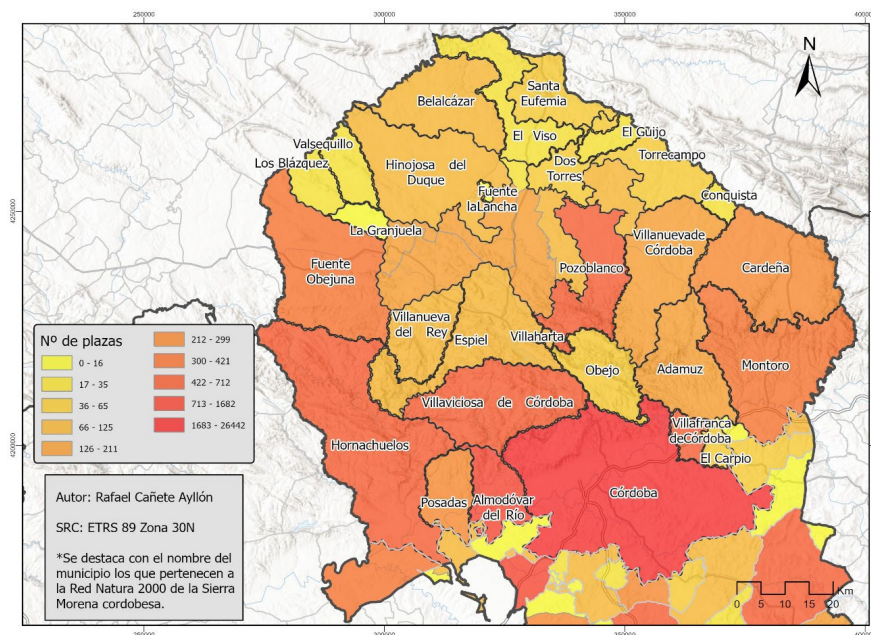 250000
300000
350000
400000
N
Santa
Eufemia
Belalcázar
El Viso
El Guijo
Valsequillo
Los Blázquez
Hinojosa del
Duque
Dos
Torres
Torrecampo
Fuente
laLancha
Conquista
4250000
La Granjuela
Villanuevade
Córdoba
Fuente
Obejuna
Pozoblanco
Cardeña
Villanueva
del Rey
Espiel
Villaharta
Obejo
Adamuz
Montoro
Nº de plazas
0 - 16
17 - 35
36 - 65
66 - 125
126 - 211
212 - 299
300 - 421
422 - 712
713 - 1682
1683 - 26442
Villaviciosa de Córdoba
Villafranca
deCórdoba
Hornachuelos
4200000
El Carpio
Posadas
Almodóvar
del Río
Córdoba
Autor: Rafael Cañete Ayllón
SRC: ETRS 89 Zona 30N
*Se destaca con el nombre del
municipio los que pertenecen a
la Red Natura 2000 de la Sierra
Morena cordobesa.
0 5 10 15 20
Km
250000
300000
350000